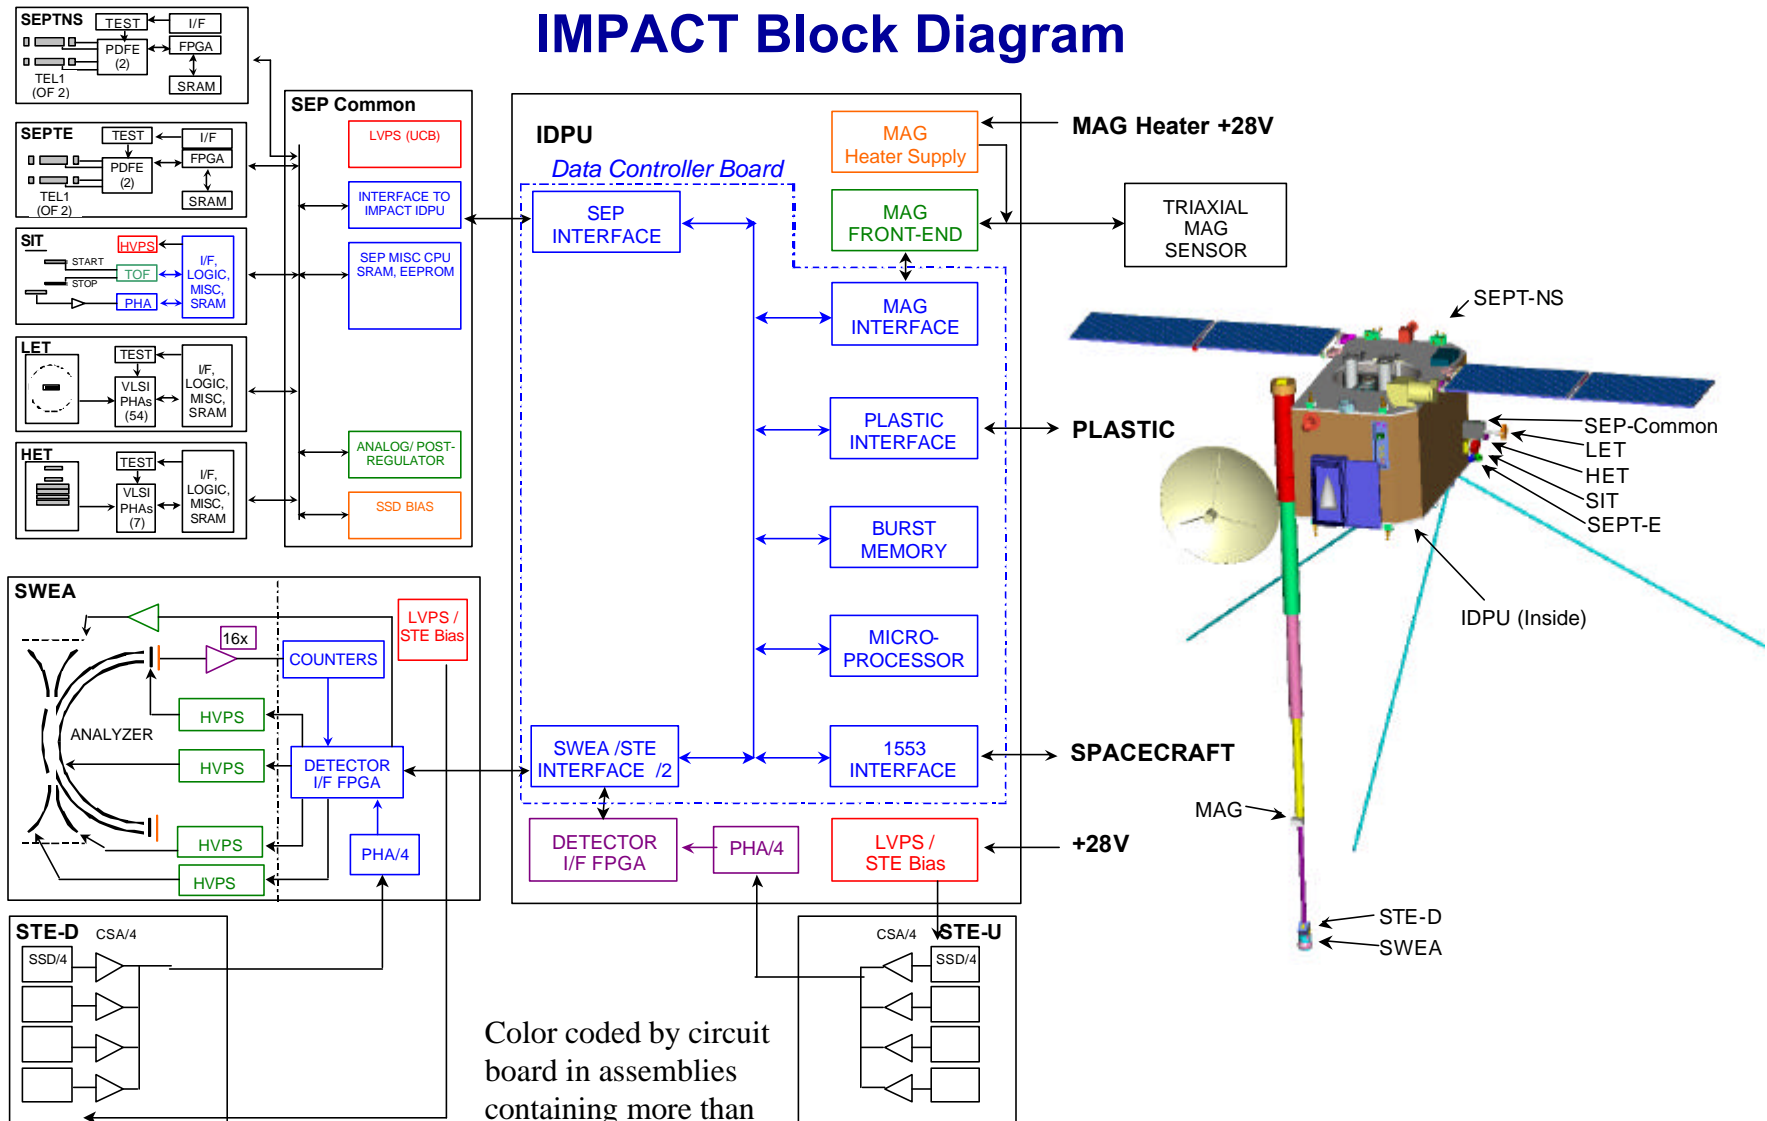 IMPACT Block Diagram
SEPTNS
TEST
I/F
PDFE
(2)
FPGA
SRAM
TEL1
(OF 2)
SEPTE
TEST
I/F
PDFE
(2)
FPGA
SRAM
TEL1
(OF 2)
SIT
HVPS
START
TOF
STOP
PHA
I/F,
LOGIC,
MISC,
SRAM
LET
TEST
VLSI
PHAs
(54)
I/F,
LOGIC,
MISC,
SRAM
HET
TEST
VLSI
PHAs
(7)
I/F,
LOGIC,
MISC,
SRAM
SEP Common
LVPS (UCB)
INTERFACE TO
IMPACT IDPU
SEP MISC CPU
SRAM, EEPROM
ANALOG/ POST-
REGULATOR
SSD BIAS
IDPU
Data Controller Board
MAG
Heater Supply
MAG Heater +28V
SEP
INTERFACE
MAG
FRONT-END
TRIAXIAL
MAG
SENSOR
MAG
INTERFACE
PLASTIC
INTERFACE
PLASTIC
BURST
MEMORY
MICRO-
PROCESSOR
SWEA /STE
INTERFACE /2
1553
INTERFACE
SPACECRAFT
DETECTOR
I/F FPGA
PHA/4
LVPS /
STE Bias
+28V
SWEA
16x
COUNTERS
LVPS /
STE Bias
HVPS
ANALYZER
HVPS
DETECTOR
I/F FPGA
HVPS
HVPS
PHA/4
STE-D
CSA/4
SSD/4
CSA/4
STE-U
SSD/4
Color coded by circuit
board in assemblies
containing more than
SEPT-NS
SEP-Common
LET
HET
SIT
SEPT-E
IDPU (Inside)
MAG
STE-D
SWEA